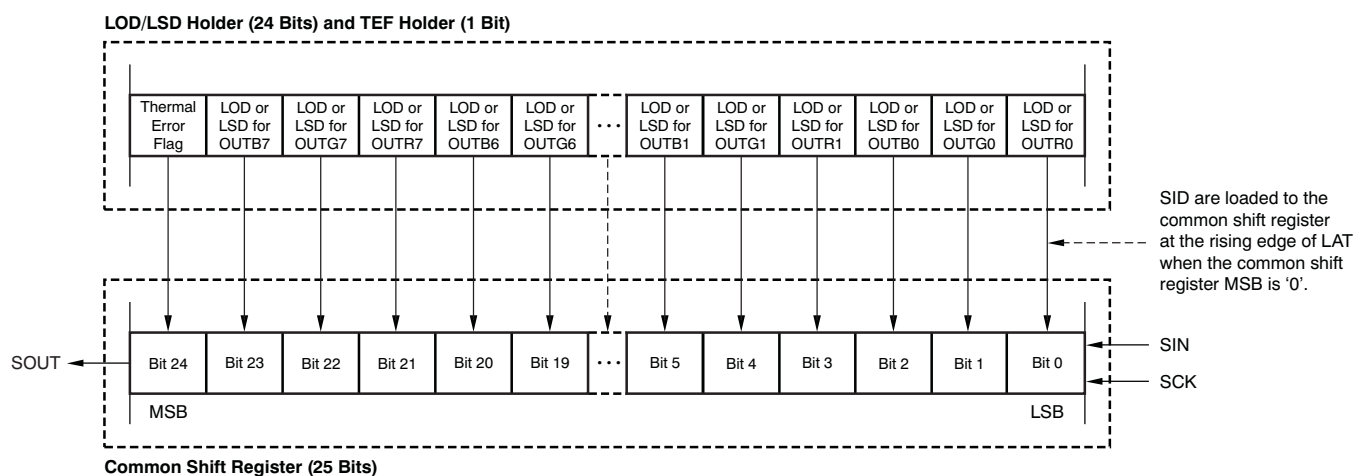 LOD/LSD Holder (24 Bits) and TEF Holder (1 Bit)
Thermal Error Flag
LOD or LSD for OUTB7
LOD or LSD for OUTG7
LOD or LSD for OUTR7
LOD or LSD for OUTB6
LOD or LSD for OUTG6
• • •
LOD or LSD for OUTB1
LOD or LSD for OUTG1
LOD or LSD for OUTR1
LOD or LSD for OUTB0
LOD or LSD for OUTG0
LOD or LSD for OUTR0
SID are loaded to the
common shift register
at the rising edge of LAT
when the common shift
register MSB is ‘0’.
SOUT
Bit 24
Bit 23
Bit 22
Bit 21
Bit 20
Bit 19
• • •
Bit 5
Bit 4
Bit 3
Bit 2
Bit 1
Bit 0
SIN
SCK
MSB
LSB
Common Shift Register (25 Bits)